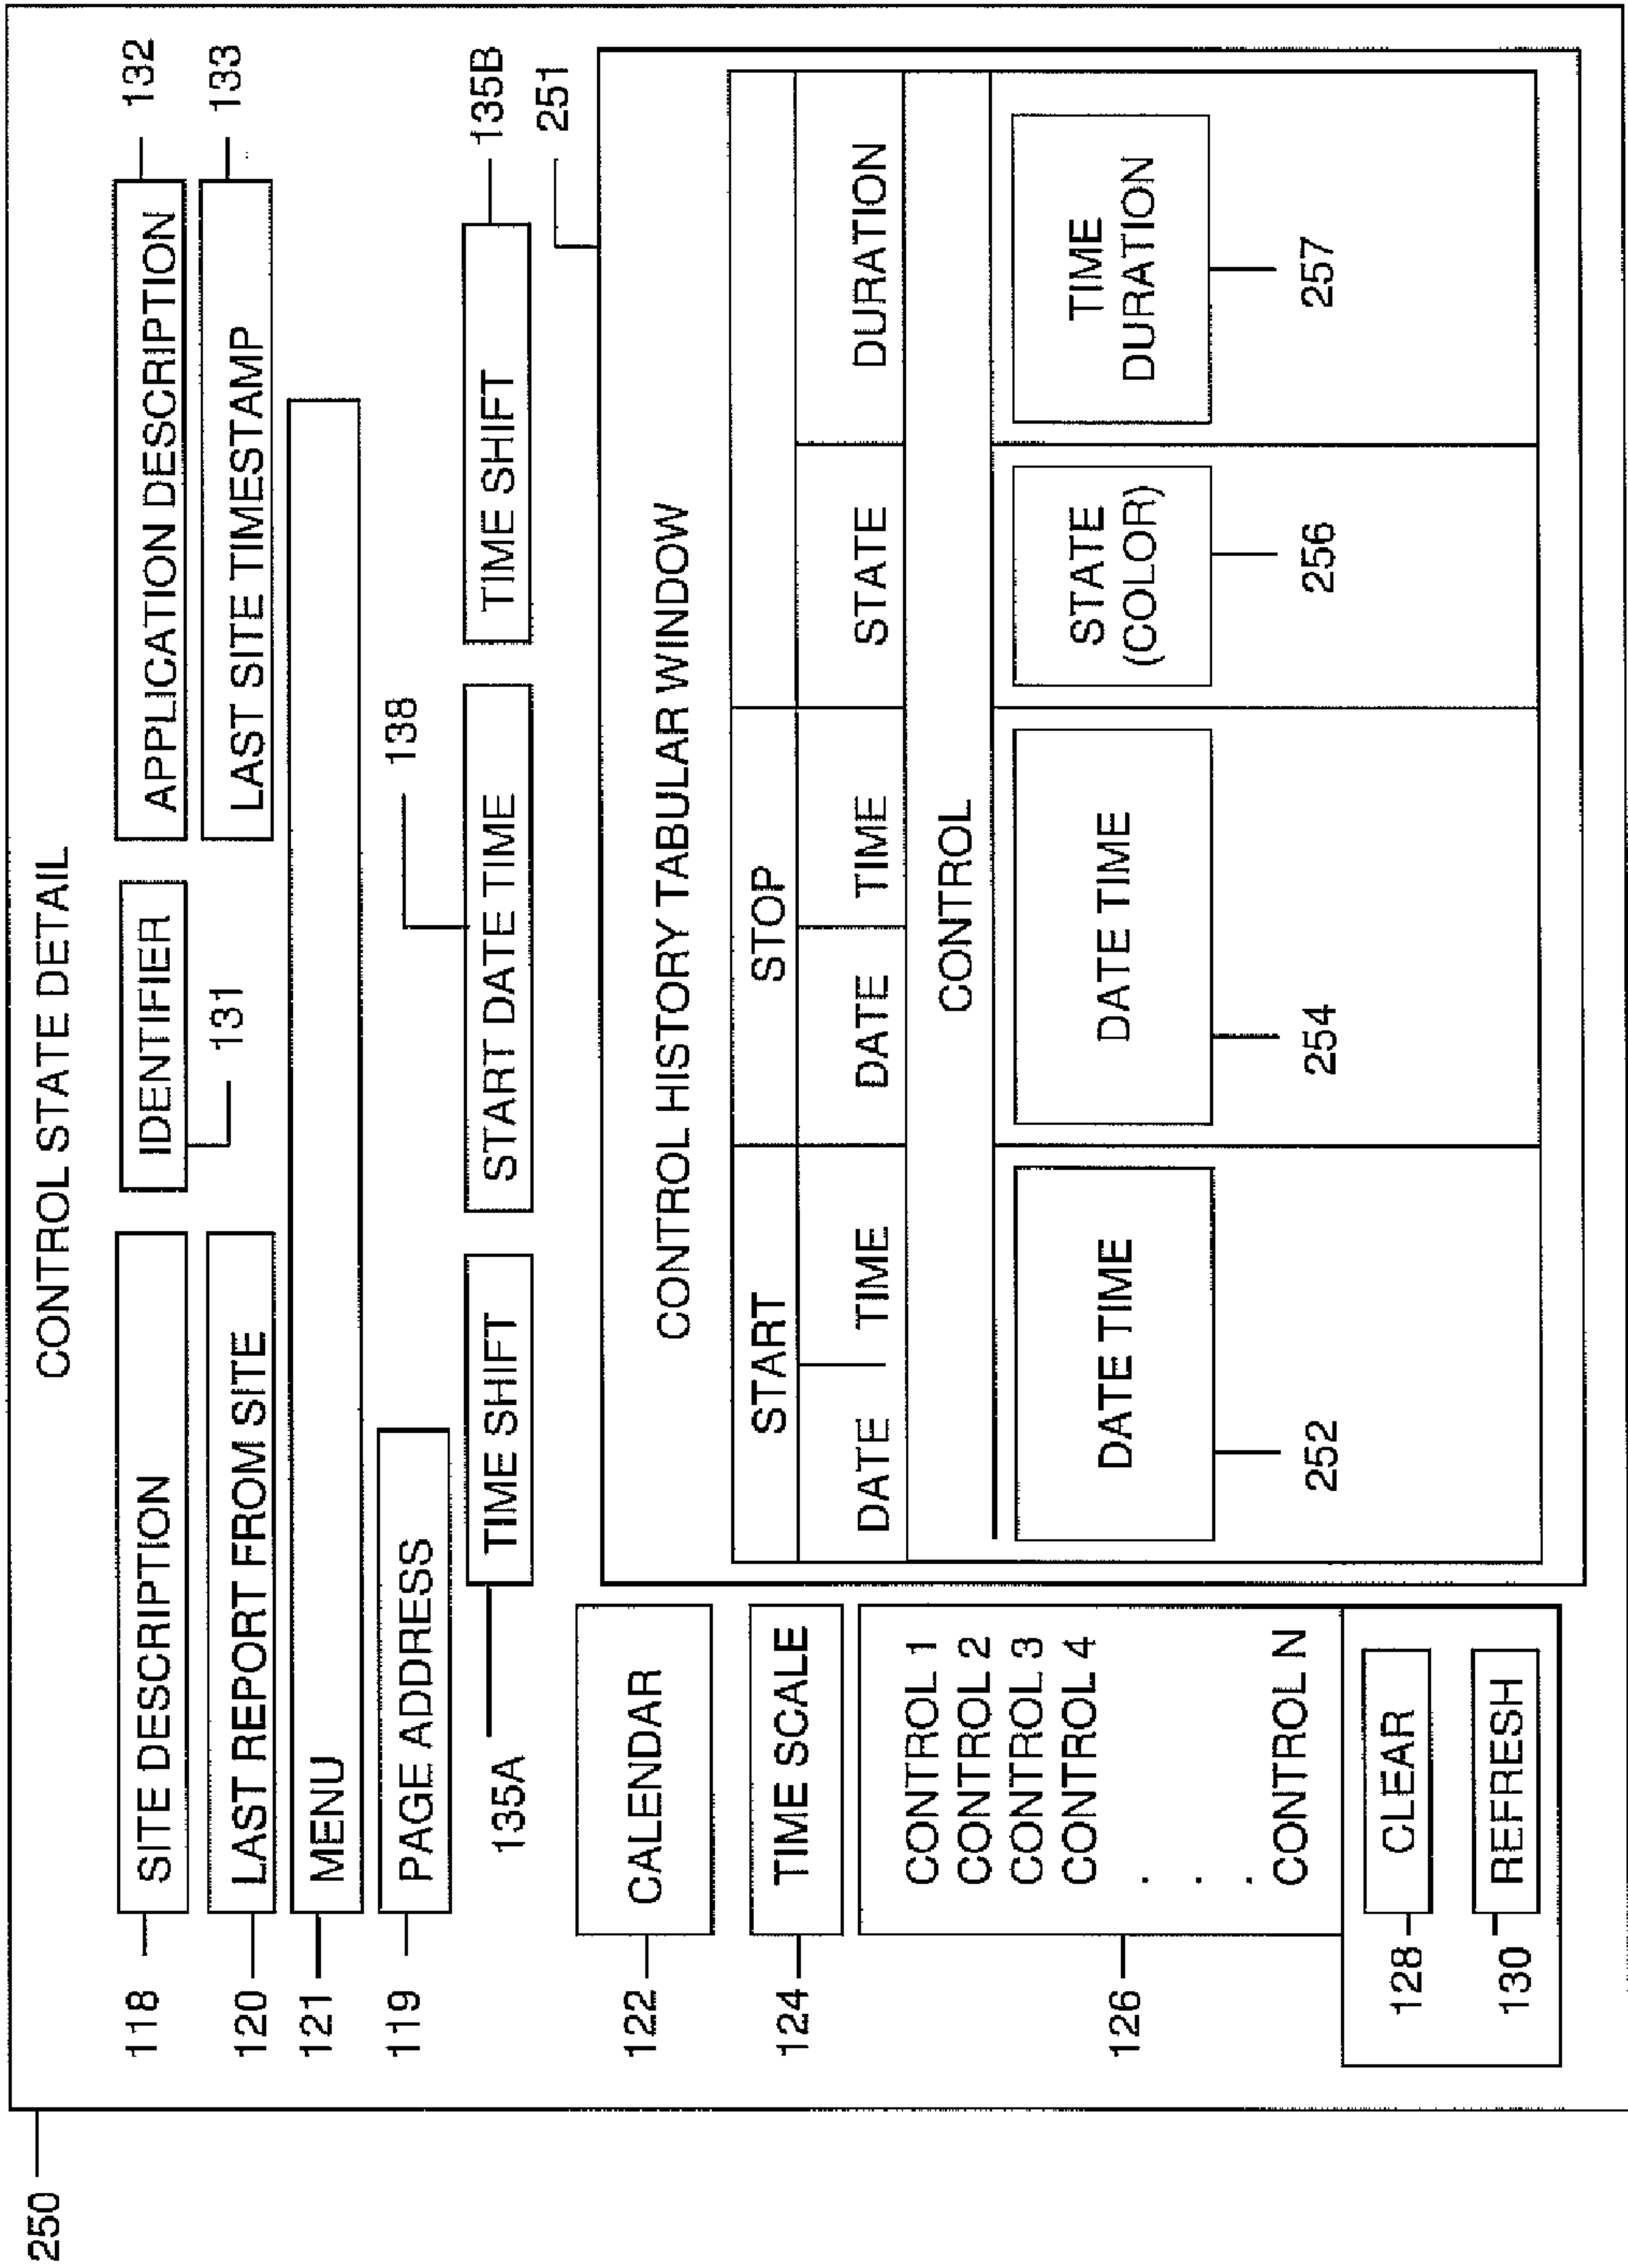 250
CONTROL STATE DETAIL
118
SITE DESCRIPTION
IDENTIFIER
131
APPLICATION DESCRIPTION
132
120
LAST REPORT FROM SITE
LAST SITE TIMESTAMP
133
121
MENU
119
PAGE ADDRESS
138
135A
TIME SHIFT
START DATE TIME
TIME SHIFT
135B
251
122
CALENDAR
124
TIME SCALE
126
CONTROL 1
CONTROL 2
CONTROL 3
CONTROL 4
.
.
.
CONTROL N
128
CLEAR
130
REFRESH
CONTROL HISTORY TABULAR WINDOW
START
STOP
DATE
TIME
DATE
TIME
STATE
DURATION
CONTROL
DATE TIME
DATE TIME
STATE
(COLOR)
TIME
DURATION
252
254
256
257